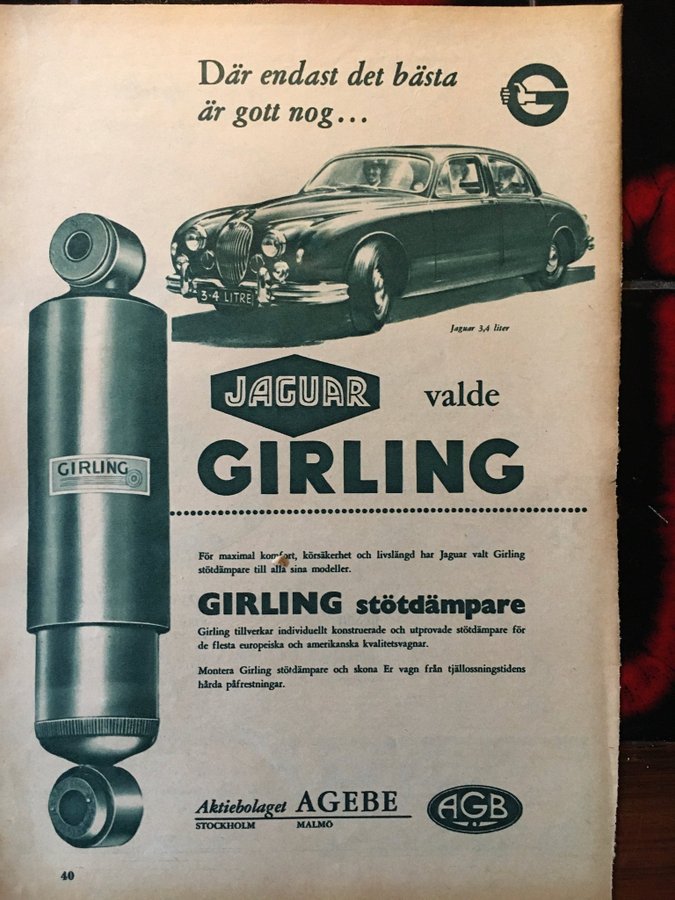 Där endast det bästa
är gott nog...
G
3-4 LITRE
Jaguar 3,4 liter
JAGUAR valde
GIRLING
GIRLING
För maximal komfort, körsäkerhet och livslängd har Jaguar valt Girling
stötdämpare till alla sina modeller.
GIRLING stötdämpare
Girling tillverkar individuellt konstruerade och utprovade stötdämpare för
de flesta europeiska och amerikanska kvalitetsvagnar.
Montera Girling stötdämpare och skona Er vagn från tjällossningstidens
hårda påfrestningar.
Aktiebolaget AGEBE
STOCKHOLM MALMÖ
AGB
40